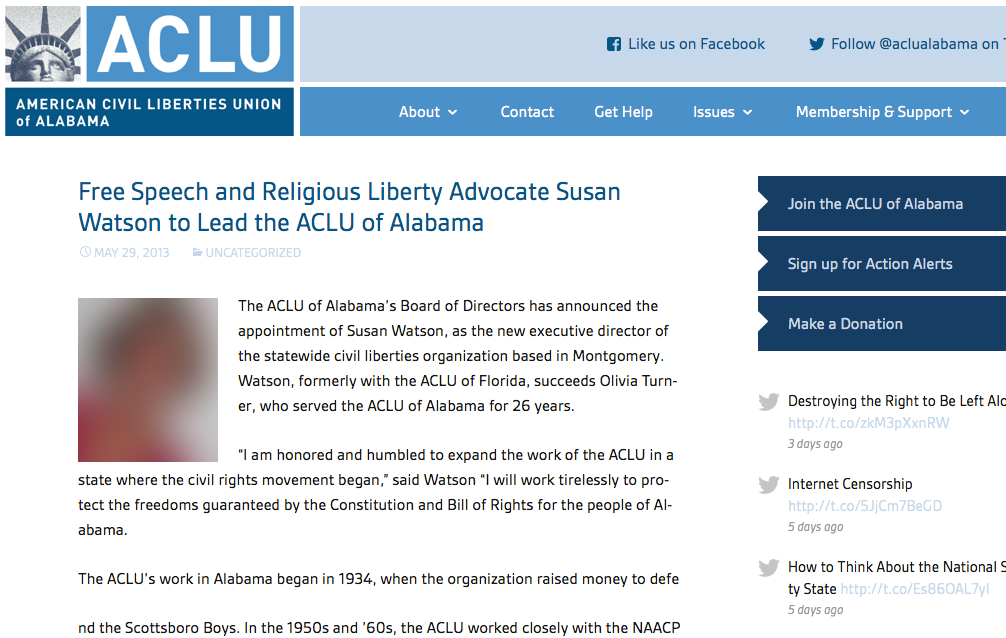 ACLU
AMERICAN CIVIL LIBERTIES UNION
of ALABAMA
Like us on Facebook
Follow @aclualabama on
About
Contact
Get Help
Issues
Membership & Support
Free Speech and Religious Liberty Advocate Susan
Watson to Lead the ACLU of Alabama
MAY 29, 2013
UNCATEGORIZED
The ACLU of Alabama's Board of Directors has announced the
appointment of Susan Watson, as the new executive director of
the statewide civil liberties organization based in Montgomery.
Watson, formerly with the ACLU of Florida, succeeds Olivia Turn-
er, who served the ACLU of Alabama for 26 years.
“I am honored and humbled to expand the work of the ACLU in a
state where the civil rights movement began,” said Watson “I will work tirelessly to pro-
tect the freedoms guaranteed by the Constitution and Bill of Rights for the people of Al-
abama.
The ACLU's work in Alabama began in 1934, when the organization raised money to defe
nd the Scottsboro Boys. In the 1950s and '60s, the ACLU worked closely with the NAACP
Join the ACLU of Alabama
Sign up for Action Alerts
Make a Donation
Destroying the Right to Be Left Alo
http://t.co/zkM3pXxnRW
3 days ago
Internet Censorship
http://t.co/5JjCm7BeGD
5 days ago
How to Think About the National S
ty State http://t.co/Es86OAL7yl
5 days ago